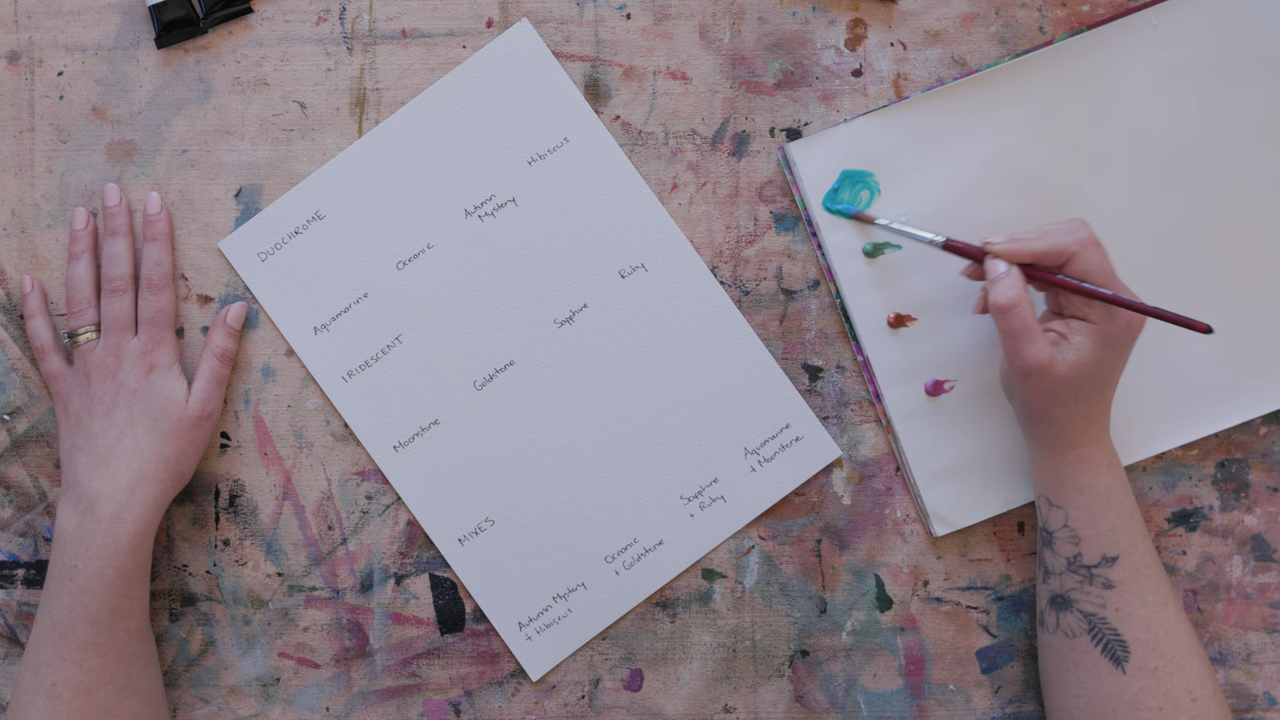 DUOCHROME
Aquamarine
Oceanic
Autumn
Mystery
Hibiscus
IRIDESCENT
Moonstone
Goldstone
Sapphire
Ruby
MIXES
Autumn Mystery
+ Hibiscus
Oceanic
+ Goldstone
Sapphire
+ Ruby
Aquamarine
+ Moonstone